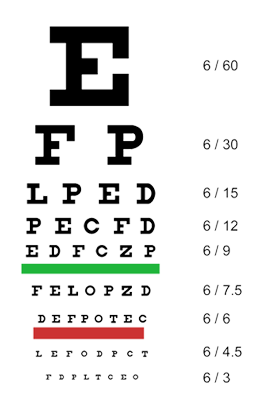 E 6 / 60
F P 6 / 30
L P E D 6 / 15
P E C F D 6 / 12
E D F C Z P 6 / 9
F E L O P Z D 6 / 7.5
D E F P O T E C 6 / 6
L E F O D P C T 6 / 4.5
F D P L T C E O 6 / 3